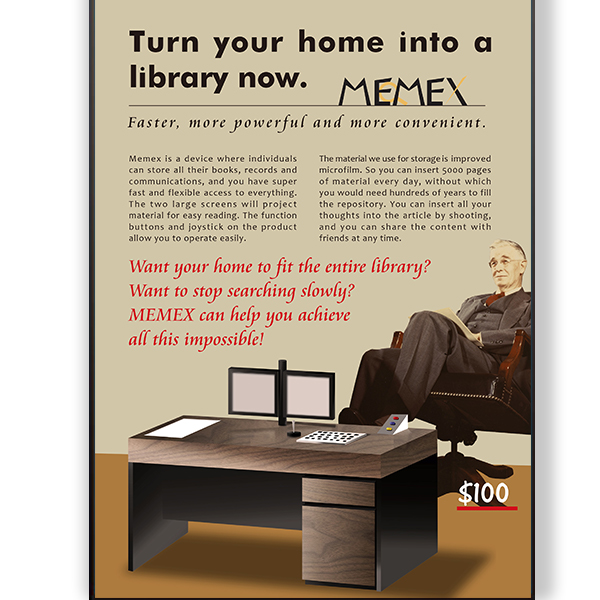 Turn your home into a
library now.
MEMEX
Faster, more powerful and more convenient.
Memex is a device where individuals
can store all their books, records and
communications, and you have super
fast and flexible access to everything.
The two large screens will project
material for easy reading. The function
buttons and joystick on the product
allow you to operate easily.
The material we use for storage is improved
microfilm. So you can insert 5000 pages
of material every day, without which
you would need hundreds of years to fill
the repository. You can insert all your
thoughts into the article by shooting,
and you can share the content with
friends at any time.
Want your home to fit the entire library?
Want to stop searching slowly?
MEMEX can help you achieve
all this impossible!
$100